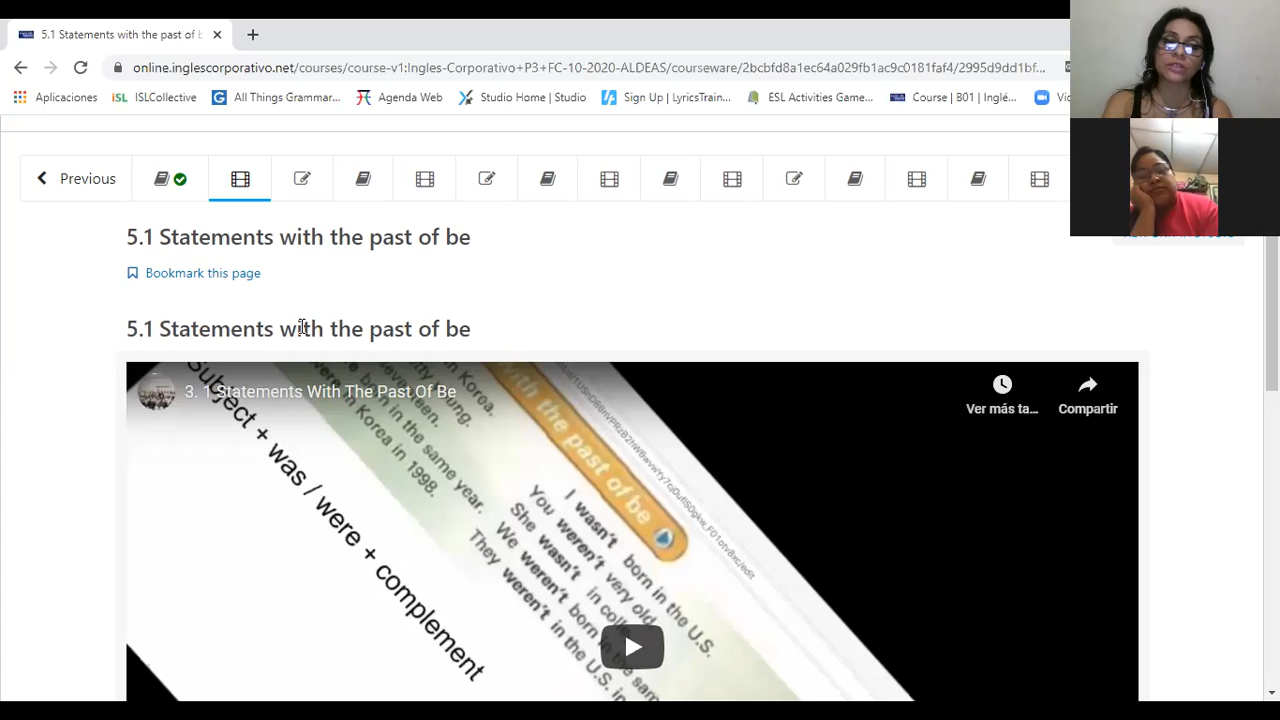 5.1 Statements with the past of b
online.inglescorporativo.net/courses/course-v1:Ingles-Corporativo+P3+FC-10-2020-ALDEAS/courseware/2bcbfd8a1ec64a029fb1ac9c0181faf4/2995d9dd1bf...
Aplicaciones
ISLCollective
All Things Grammar...
Agenda Web
Studio Home | Studio
Sign Up | LyricsTrain...
ESL Activities Game...
Course | B01 | Inglé...
Previous
5.1 Statements with the past of be
Bookmark this page
5.1 Statements with the past of be
3. 1 Statements With The Past Of Be
Ver más ta...
Compartir
Subject + was / were + complement
born in the same year.
in Korea in 1998.
with the past of be
I wasn't born in the U.S.
You weren't very old
She wasn't in colle
We weren't born in the sam
They weren't in the U.S. in